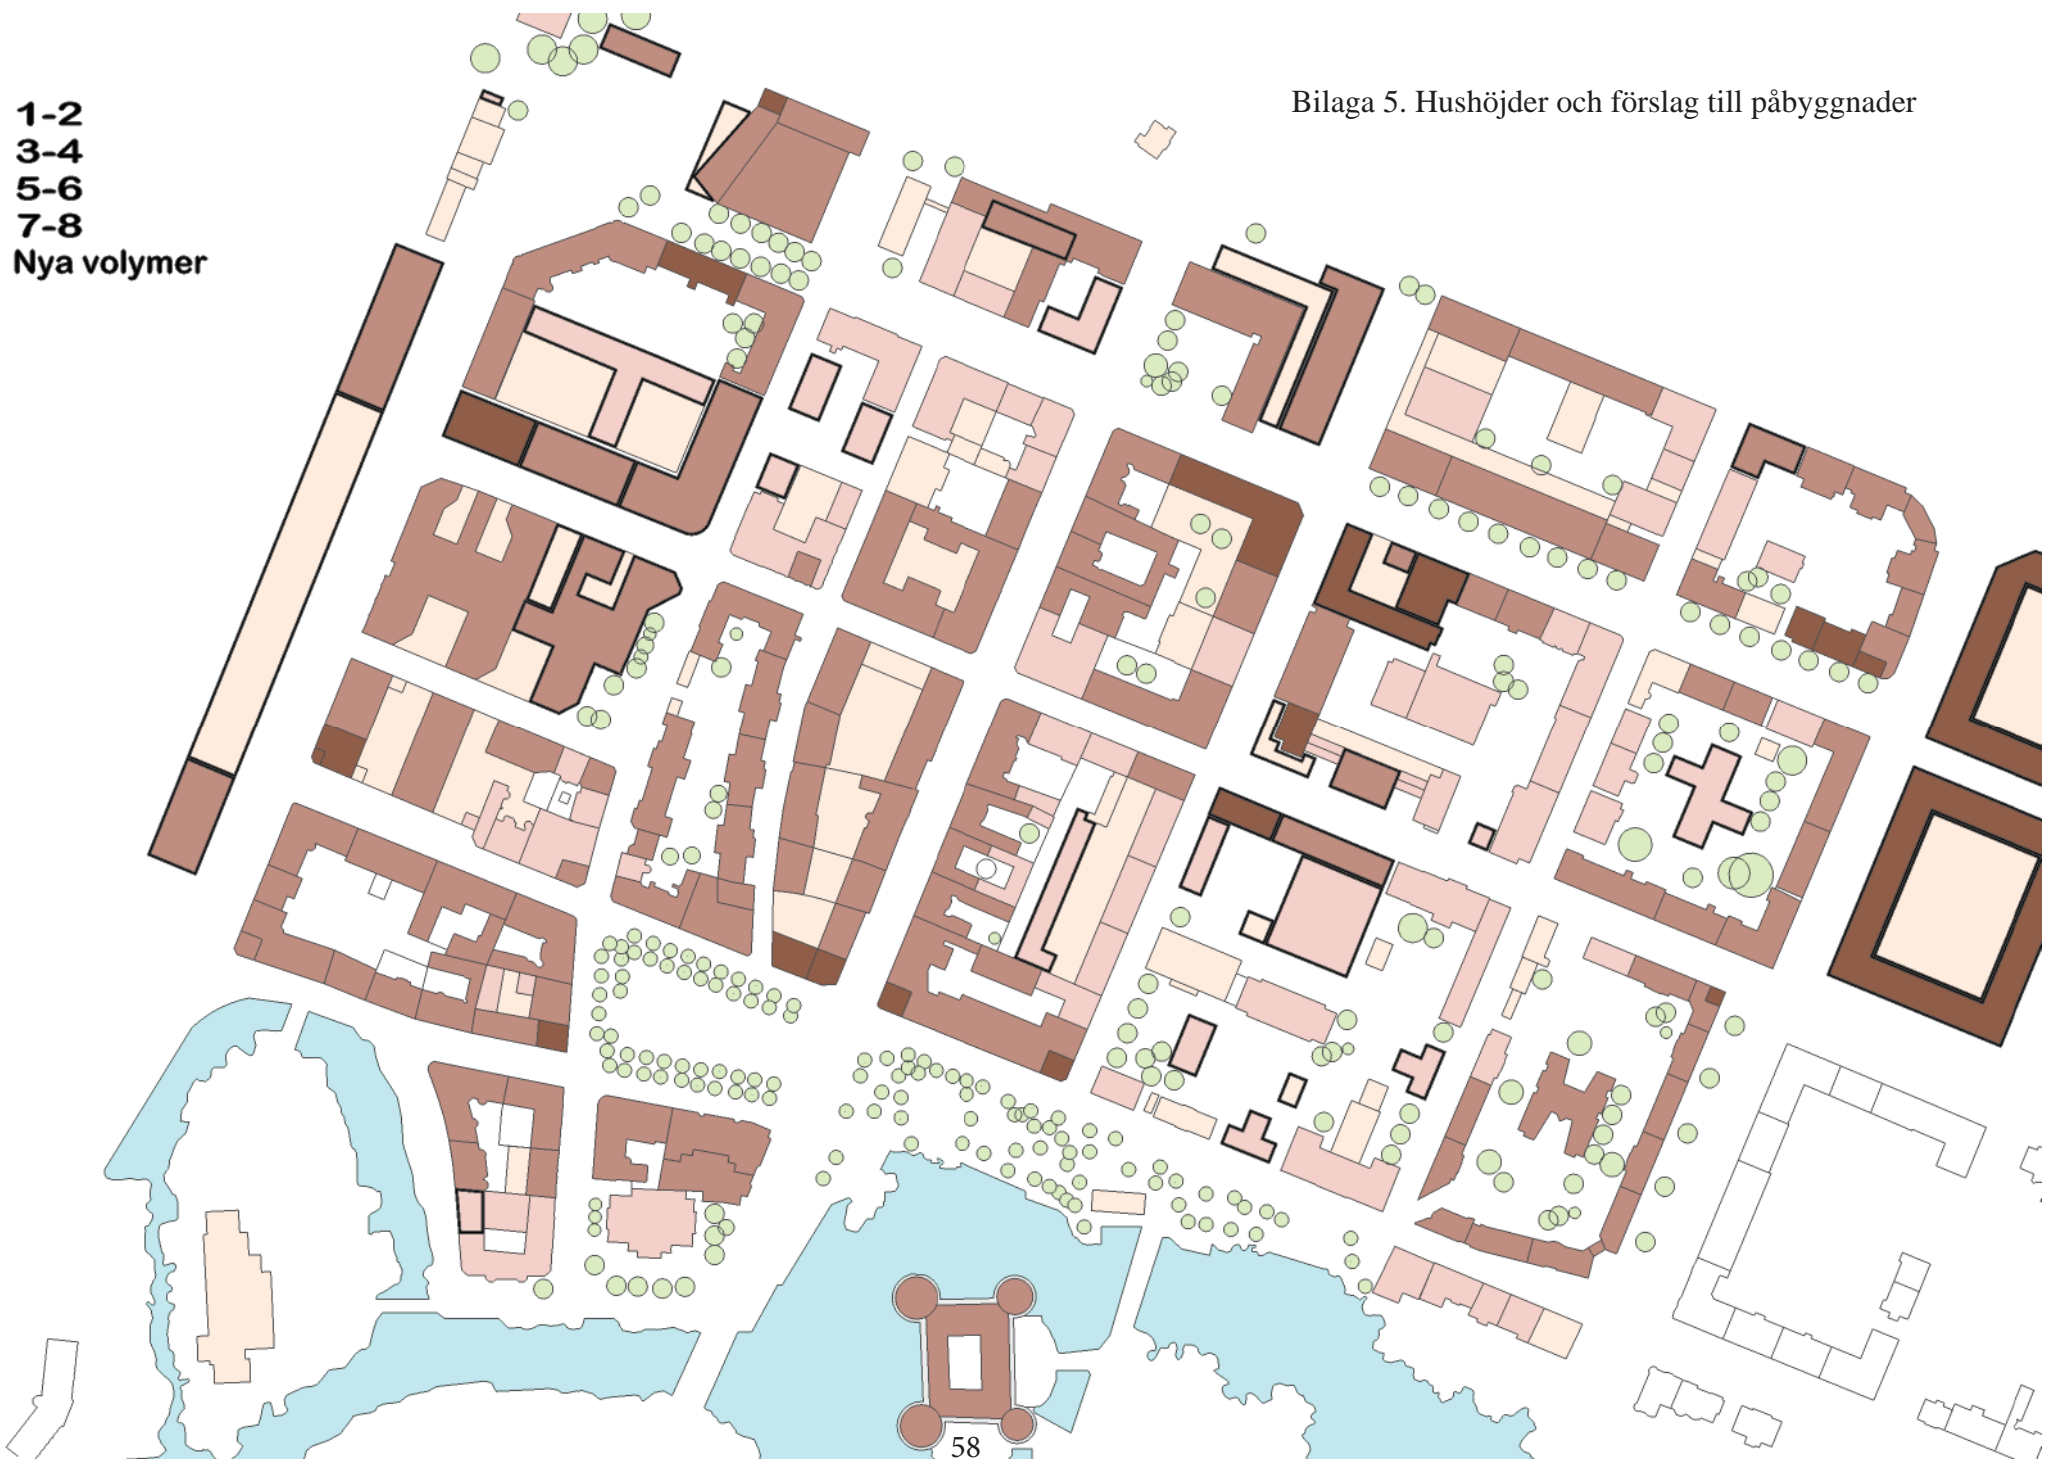 Bilaga 5. Hushöjder och förslag till påbyggnader
1-2
3-4
5-6
7-8
Nya volymer
58